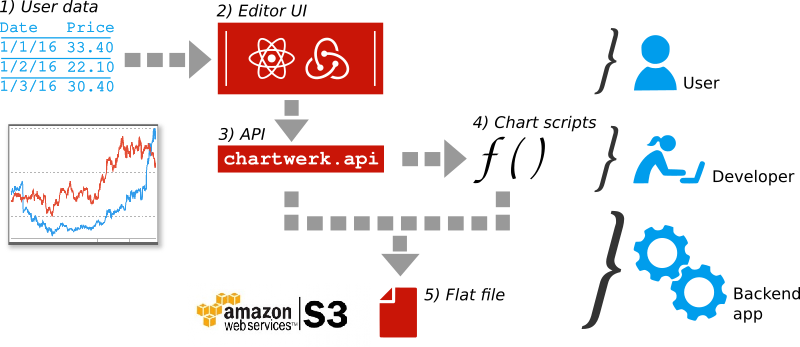 1) User data
Date Price
1/1/16 33.40
1/2/16 22.10
1/3/16 30.40
2) Editor UI
User
3) API
chartwerk.api
4) Chart scripts
f()
Developer
5) Flat file
amazon
webservices™
S3
Backend
app